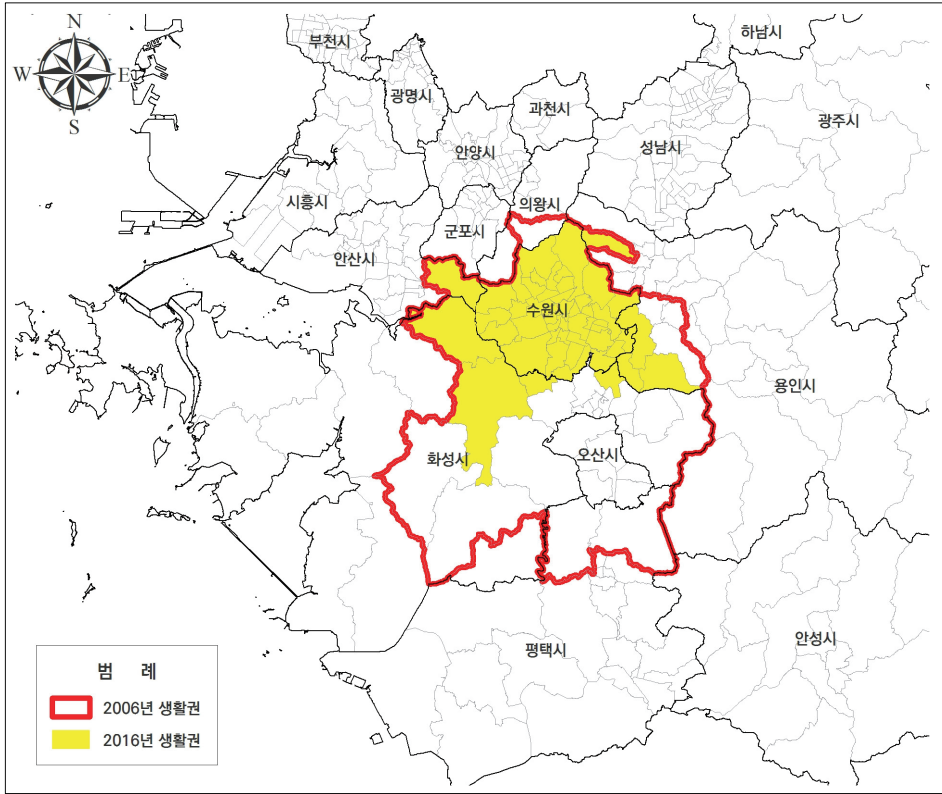 N
W E
S
부천시
하남시
광명시
과천시
광주시
안양시
성남시
시흥시
의왕시
군포시
안산시
수원시
용인시
화성시
오산시
평택시
안성시
범 례
2006년 생활권
2016년 생활권